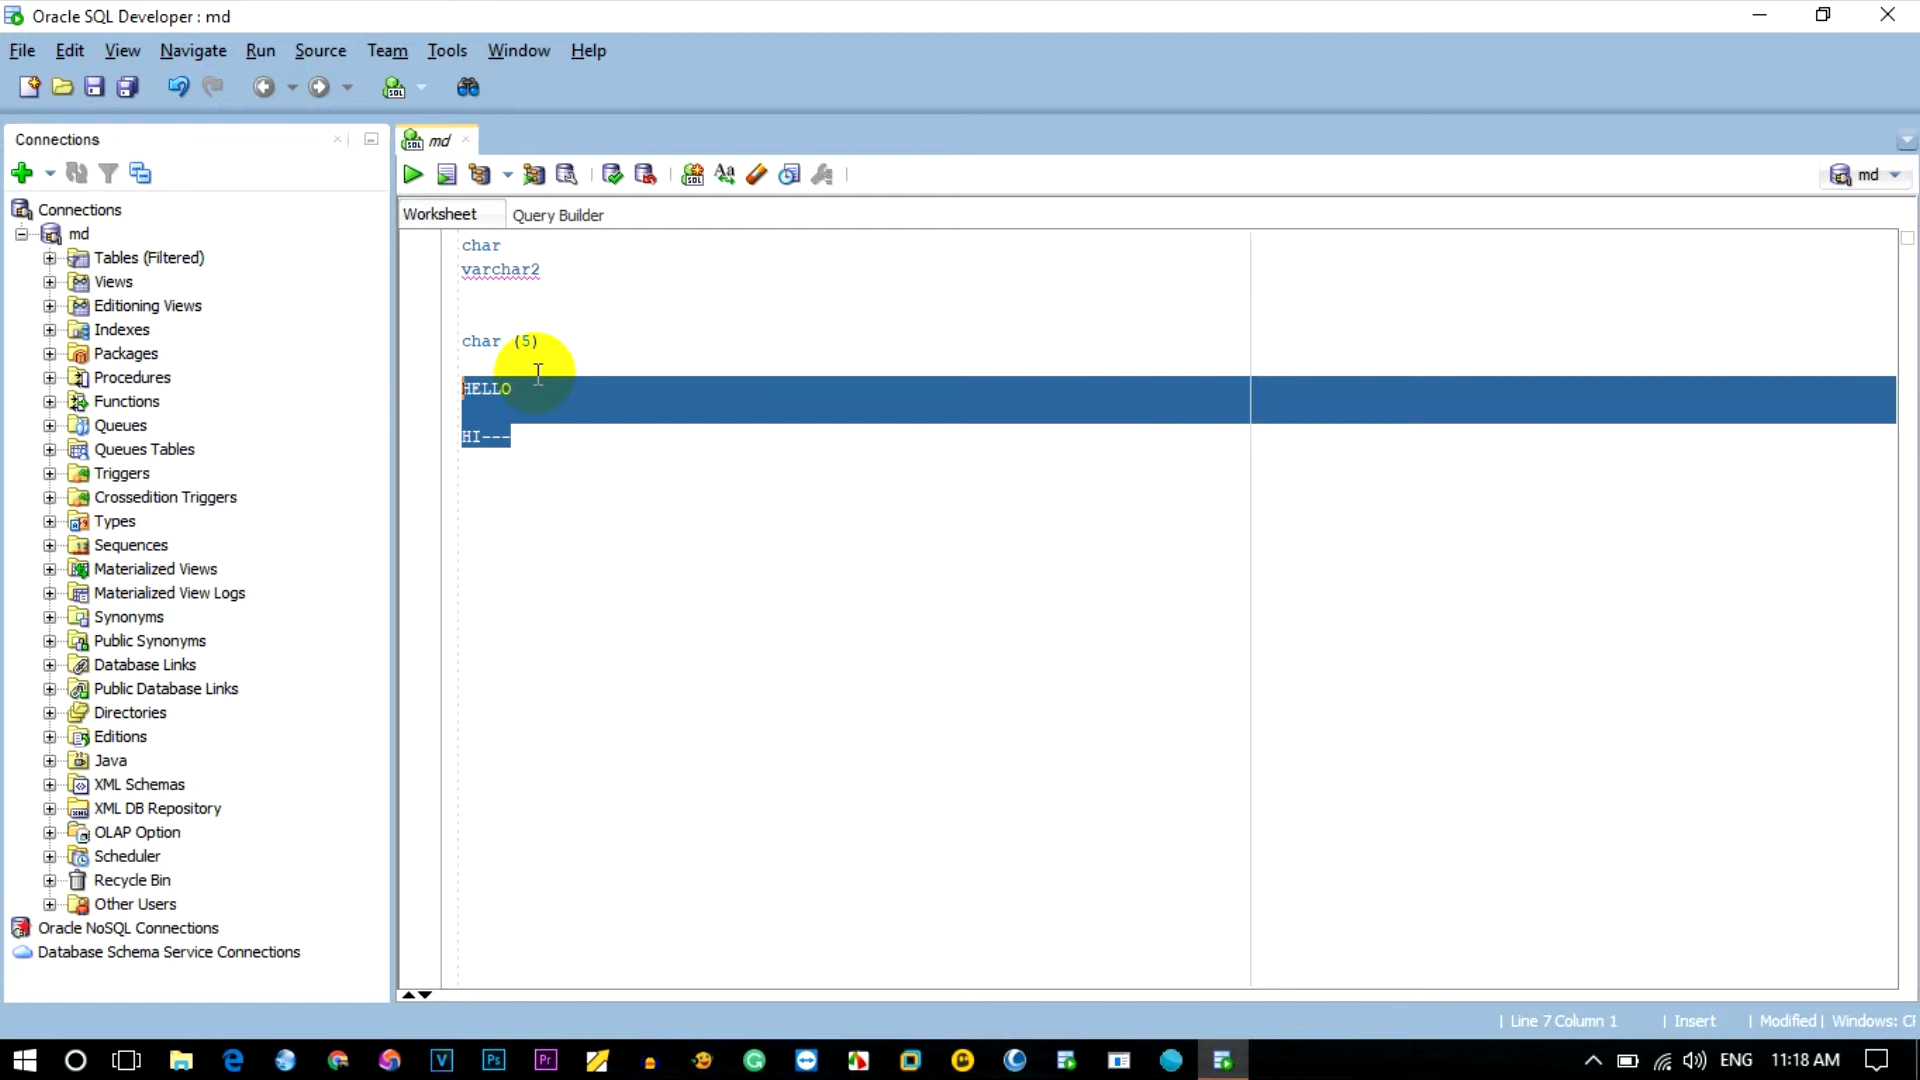 Oracle SQL Developer : md
File Edit View Navigate Run Source Team Tools Window Help
Connections
md
md
Worksheet
Query Builder
Connections
md
Tables (Filtered)
Views
Editioning Views
Indexes
Packages
Procedures
Functions
Queues
Queues Tables
Triggers
Crossedition Triggers
Types
Sequences
Materialized Views
Materialized View Logs
Synonyms
Public Synonyms
Database Links
Public Database Links
Directories
Editions
Java
XML Schemas
XML DB Repository
OLAP Option
Scheduler
Recycle Bin
Other Users
Oracle NoSQL Connections
Database Schema Service Connections
char
varchar2
char (5)
HELLO
HI---
| Line 7 Column 1 | Insert | Modified | Windows: CF
ENG 11:18 AM